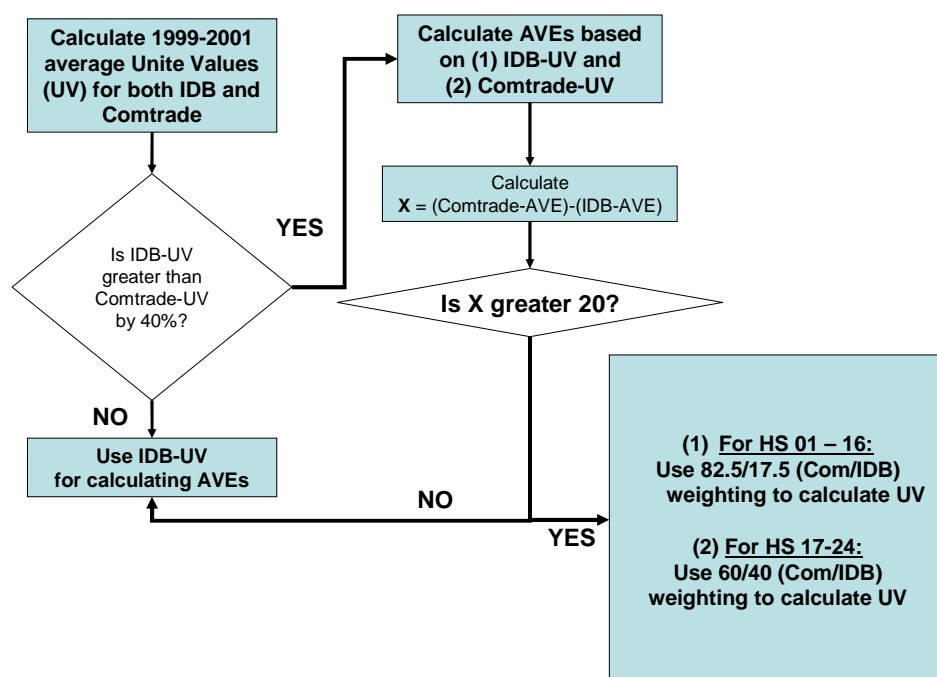 Calculate 1999-2001
average Unite Values
(UV) for both IDB and
Comtrade
Calculate AVEs based
on (1) IDB-UV and
(2) Comtrade-UV
Calculate
X = (Comtrade-AVE)-(IDB-AVE)
YES
Is IDB-UV
greater than
Comtrade-UV
by 40%?
Is X greater 20?
NO
Use IDB-UV
for calculating AVEs
NO
YES
(1) For HS 01 – 16:
Use 82.5/17.5 (Com/IDB)
weighting to calculate UV
(2) For HS 17-24:
Use 60/40 (Com/IDB)
weighting to calculate UV